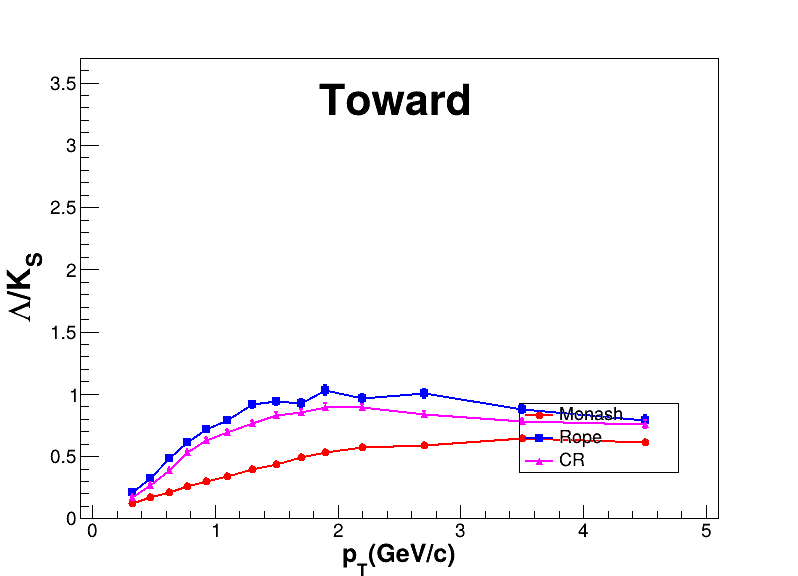 Toward
3.5
3
2.5
2
1.5
1
0.5
0
Λ/K_S
Monash
Rope
CR
0 1 2 3 4 5
p_T(GeV/c)